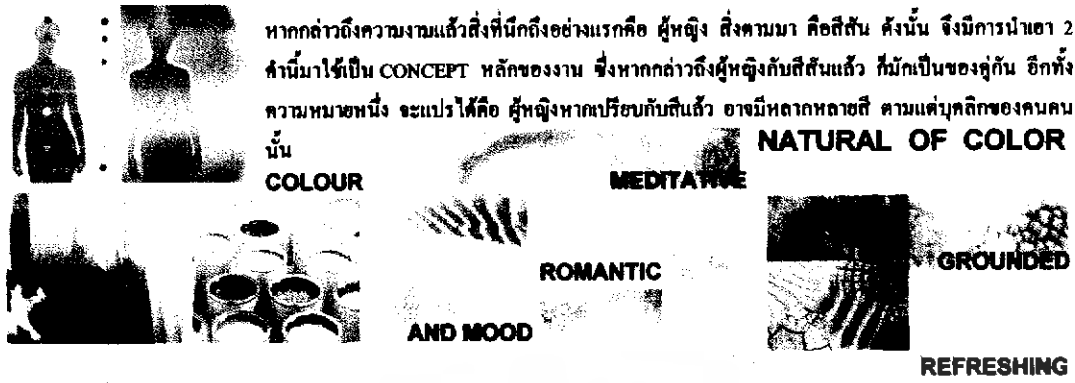 หากกล่าวถึงความงามแล้วสิ่งที่นึกถึงอย่างแรกคือ ผู้หญิง สิ่งตามมา คือสีสัน ดังนั้น จึงมีการนำเอา 2
คำนี้มาใช้เป็น CONCEPT หลักของงาน ซึ่งหากกล่าวถึงผู้หญิงกับสีสันแล้ว ก็มักเป็นของคู่กัน อีกทั้ง
ความหมายหนึ่ง จะแปรได้คือ ผู้หญิงหากเปรียบกับสีแล้ว อาจมีหลากหลายสี ตามแต่บุคลิกของคนคน
นั้น
NATURAL OF COLOR
COLOUR
MEDITATIVE
GROUNDED
ROMANTIC
AND MOOD
REFRESHING